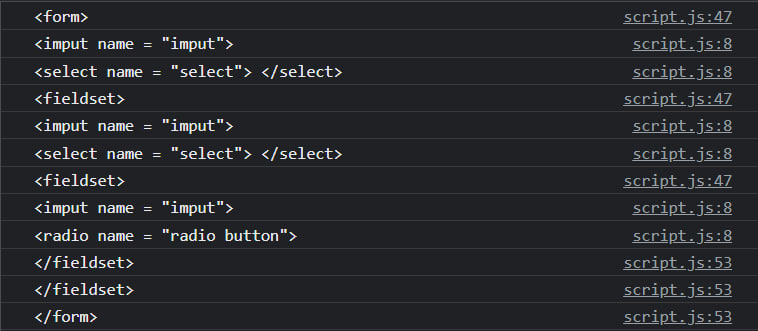 <form> script.js:47
<imput name = "imput"> script.js:8
<select name = "select"> </select> script.js:8
<fieldset> script.js:47
<imput name = "imput"> script.js:8
<select name = "select"> </select> script.js:8
<fieldset> script.js:47
<imput name = "imput"> script.js:8
<radio name = "radio button"> script.js:8
</fieldset> script.js:53
</fieldset> script.js:53
</form> script.js:53